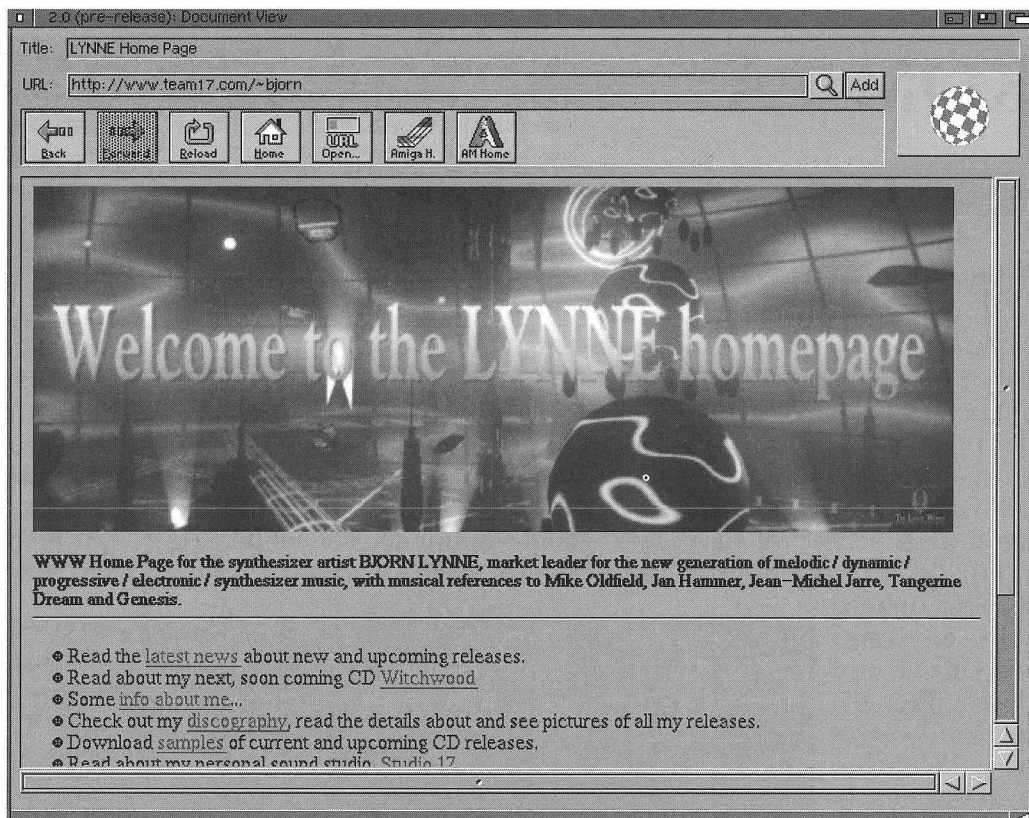 2.0 (pre-release): Document View
Title: LYNNE Home Page
URL: http://www.team17.com/~bjorn Add
Back Forward Reload Home URL Open... Amiga H. AM Home
Welcome to the LYNNE homepage
WWW Home Page for the synthesizer artist BJORN LYNNE, market leader for the new generation of melodic / dynamic /
progressive / electronic / synthesizer music, with musical references to Mike Oldfield, Jan Hammer, Jean-Michel Jarre, Tangerine
Dream and Genesis.
Read the latest news about new and upcoming releases.
Read about my next, soon coming CD Witchwood
Some info about me...
Check out my discography, read the details about and see pictures of all my releases.
Download samples of current and upcoming CD releases.
Read about my personal sound studio, Studio 17